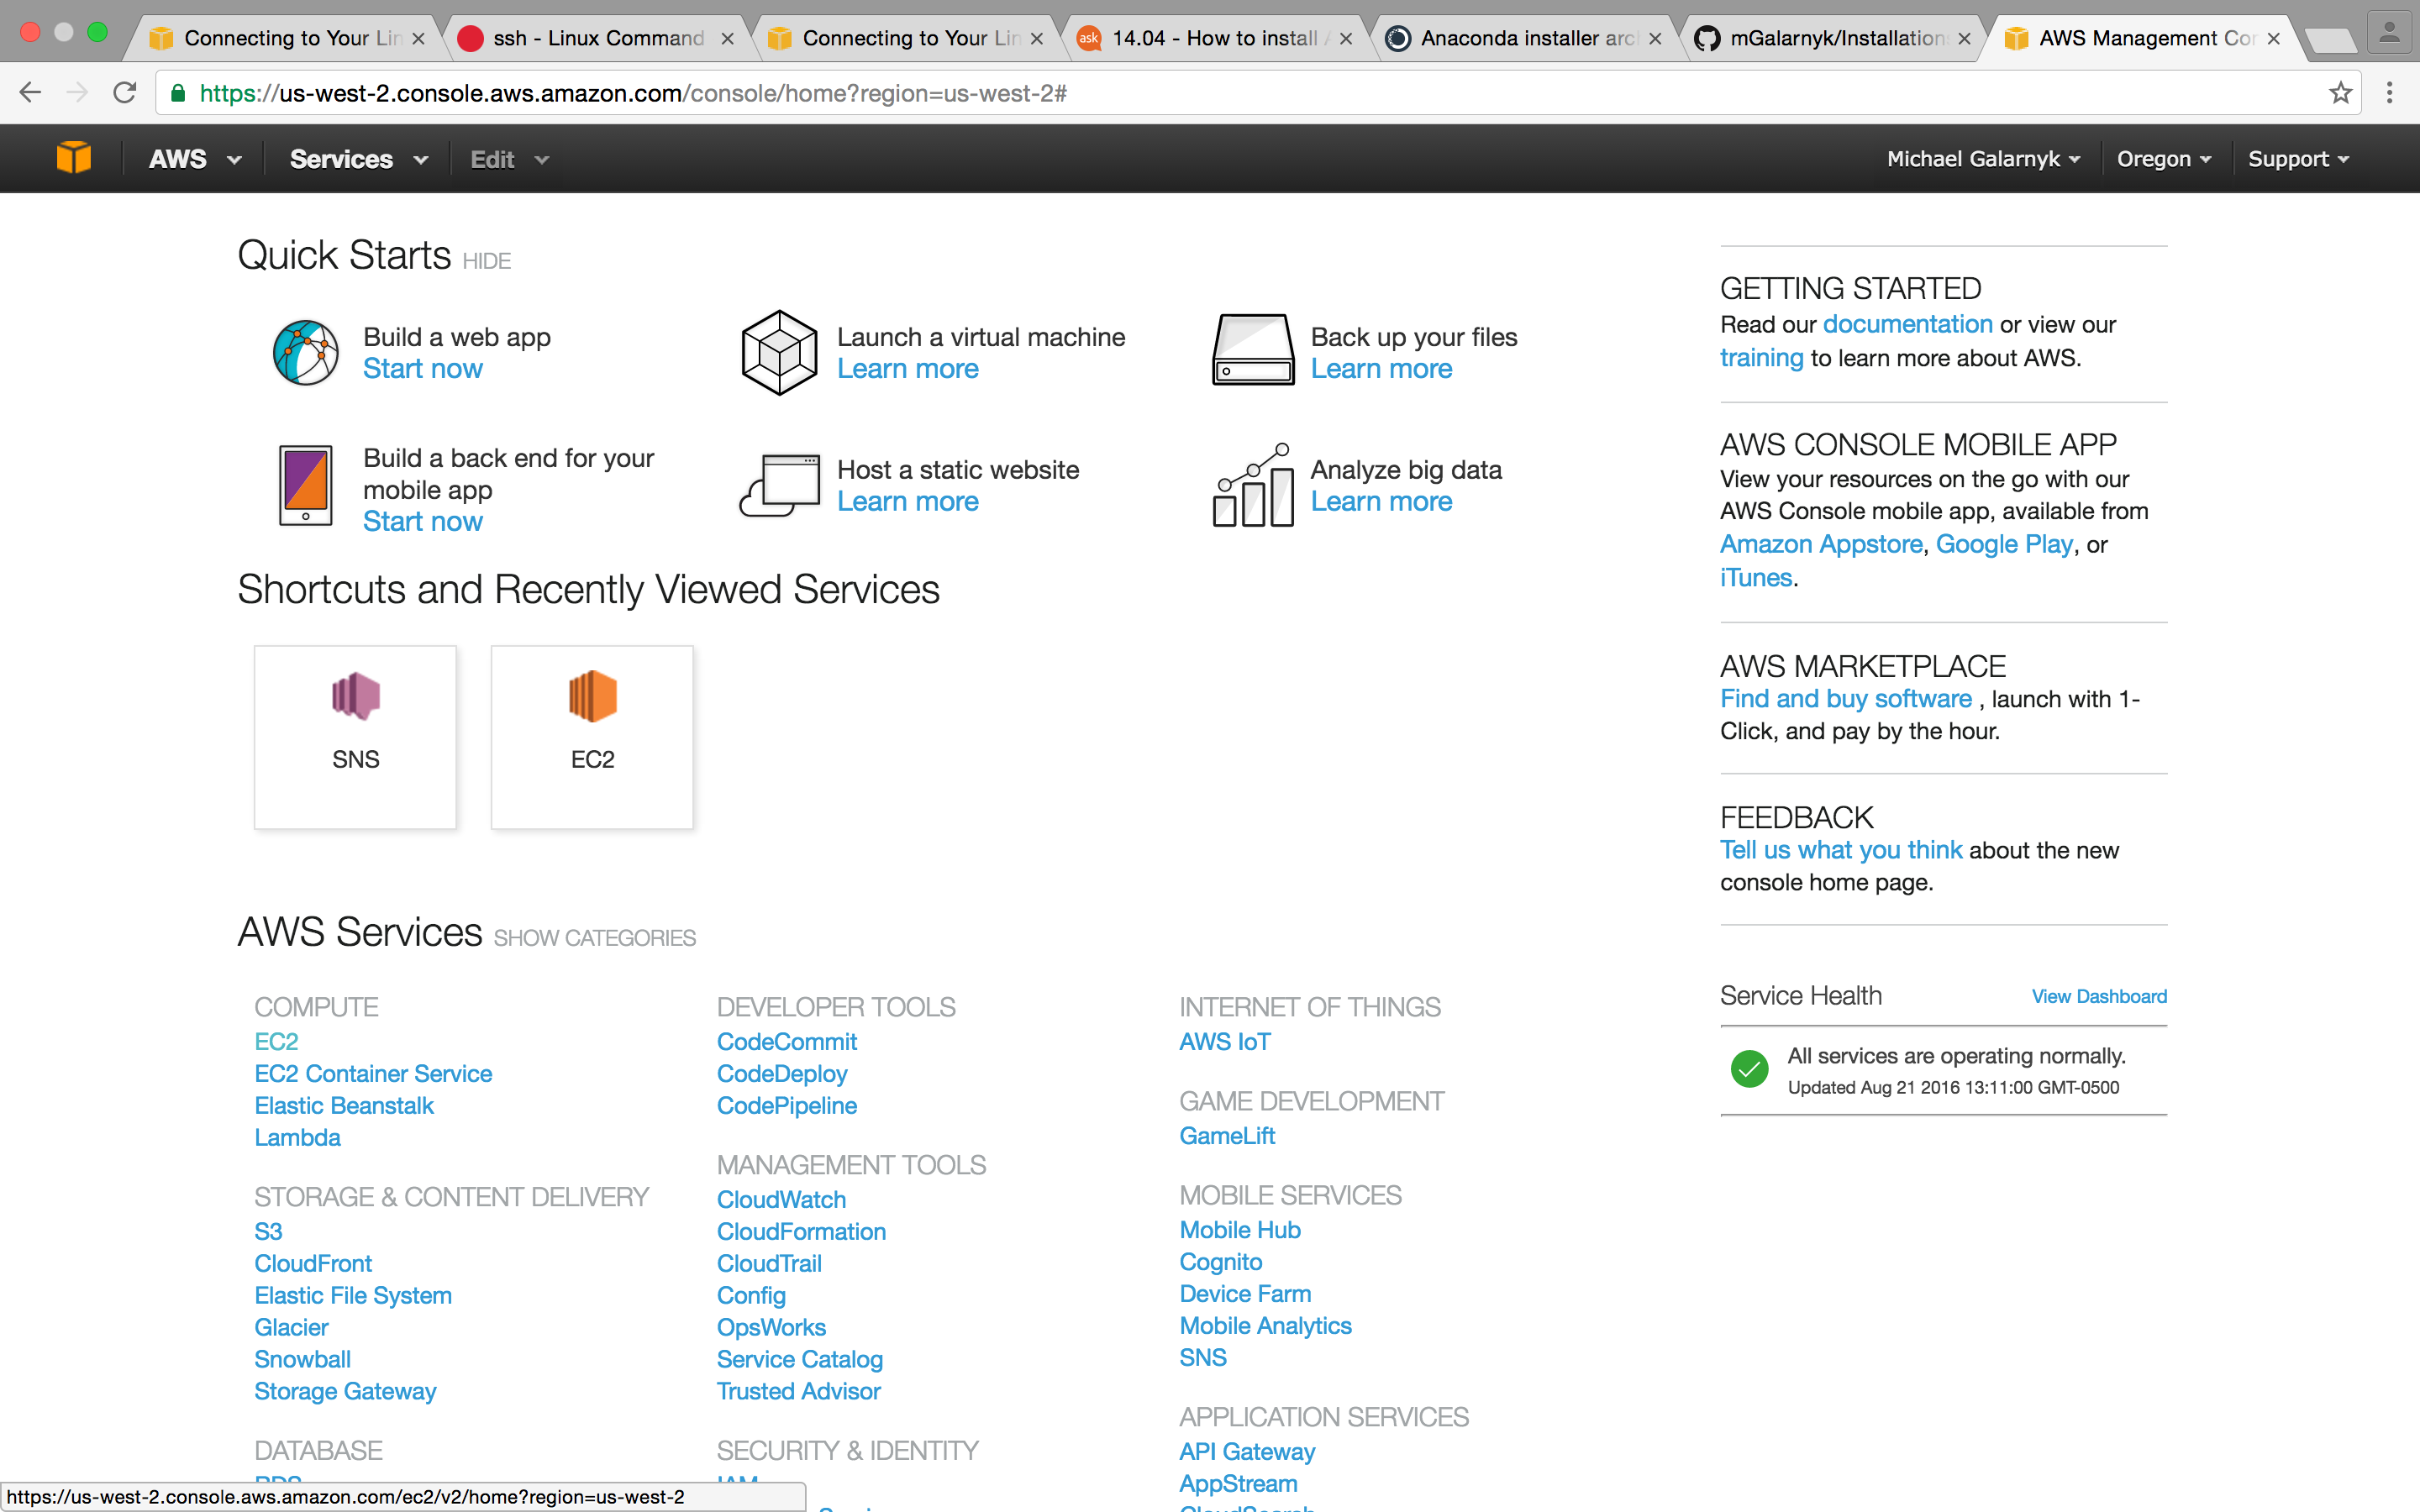 Connecting to Your Lin
ssh - Linux Command
Connecting to Your Lin
ask
14.04 - How to install A
Anaconda installer arc
mGalarnyk/Installation
AWS Management Con
https://us-west-2.console.aws.amazon.com/console/home?region=us-west-2#
AWS
Services
Edit
Michael Galarnyk
Oregon
Support
Quick Starts HIDE
Build a web app
Start now
Launch a virtual machine
Learn more
Back up your files
Learn more
Build a back end for your
mobile app
Start now
Host a static website
Learn more
Analyze big data
Learn more
Shortcuts and Recently Viewed Services
SNS
EC2
AWS Services SHOW CATEGORIES
COMPUTE
EC2
EC2 Container Service
Elastic Beanstalk
Lambda
STORAGE & CONTENT DELIVERY
S3
CloudFront
Elastic File System
Glacier
Snowball
Storage Gateway
DATABASE
RDS
DEVELOPER TOOLS
CodeCommit
CodeDeploy
CodePipeline
MANAGEMENT TOOLS
CloudWatch
CloudFormation
CloudTrail
Config
OpsWorks
Service Catalog
Trusted Advisor
SECURITY & IDENTITY
IAM
INTERNET OF THINGS
AWS IoT
GAME DEVELOPMENT
GameLift
MOBILE SERVICES
Mobile Hub
Cognito
Device Farm
Mobile Analytics
SNS
APPLICATION SERVICES
API Gateway
AppStream
CloudSearch
GETTING STARTED
Read our documentation or view our
training to learn more about AWS.
AWS CONSOLE MOBILE APP
View your resources on the go with our
AWS Console mobile app, available from
Amazon Appstore, Google Play, or
iTunes.
AWS MARKETPLACE
Find and buy software , launch with 1-
Click, and pay by the hour.
FEEDBACK
Tell us what you think about the new
console home page.
Service Health
View Dashboard
All services are operating normally.
Updated Aug 21 2016 13:11:00 GMT-0500
https://us-west-2.console.aws.amazon.com/ec2/v2/home?region=us-west-2